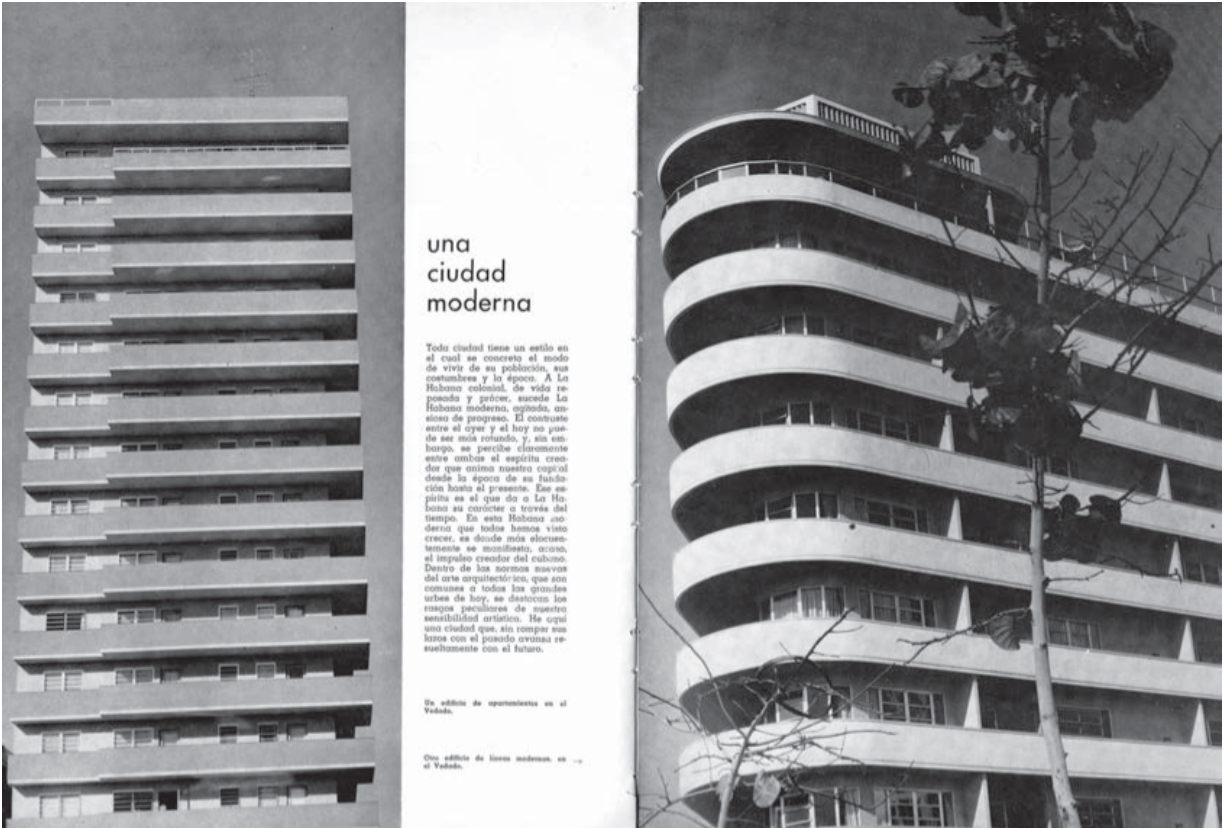 una
ciudad
moderna
Toda ciudad tiene un estilo en
el cual se concreta el modo
de vivir de su población, sus
costumbres y la época. A La
Habana colonial, de vida re-
posada y prócer, sucede La
Habana moderna, agitada, an-
siosa de progreso. El contraste
entre el ayer y el hoy no pue-
de ser más rotundo, y, sin em-
bargo, se percibe claramente
entre ambas el espíritu crea-
dor que anima nuestra capital
desde la época de su funda-
ción hasta el presente. Ese es-
píritu es el que da a La Ha-
bana su carácter a través del
tiempo. En esta Habana mo-
derna que todos hemos visto
crecer, es donde más elocuen-
temente se manifiesta, acaso,
el impulso creador del cubano.
Dentro de las normas nuevas
del arte arquitectónico, que son
comunes a todas las grandes
urbes de hoy, se destacan los
rasgos peculiares de nuestra
sensibilidad artística. He aquí
una ciudad que, sin romper sus
lazos con el pasado avanza re-
sueltamente con el futuro.
Un edificio de apartamientos en el
Vedado.
Otro edificio de líneas modernas, en →
el Vedado.